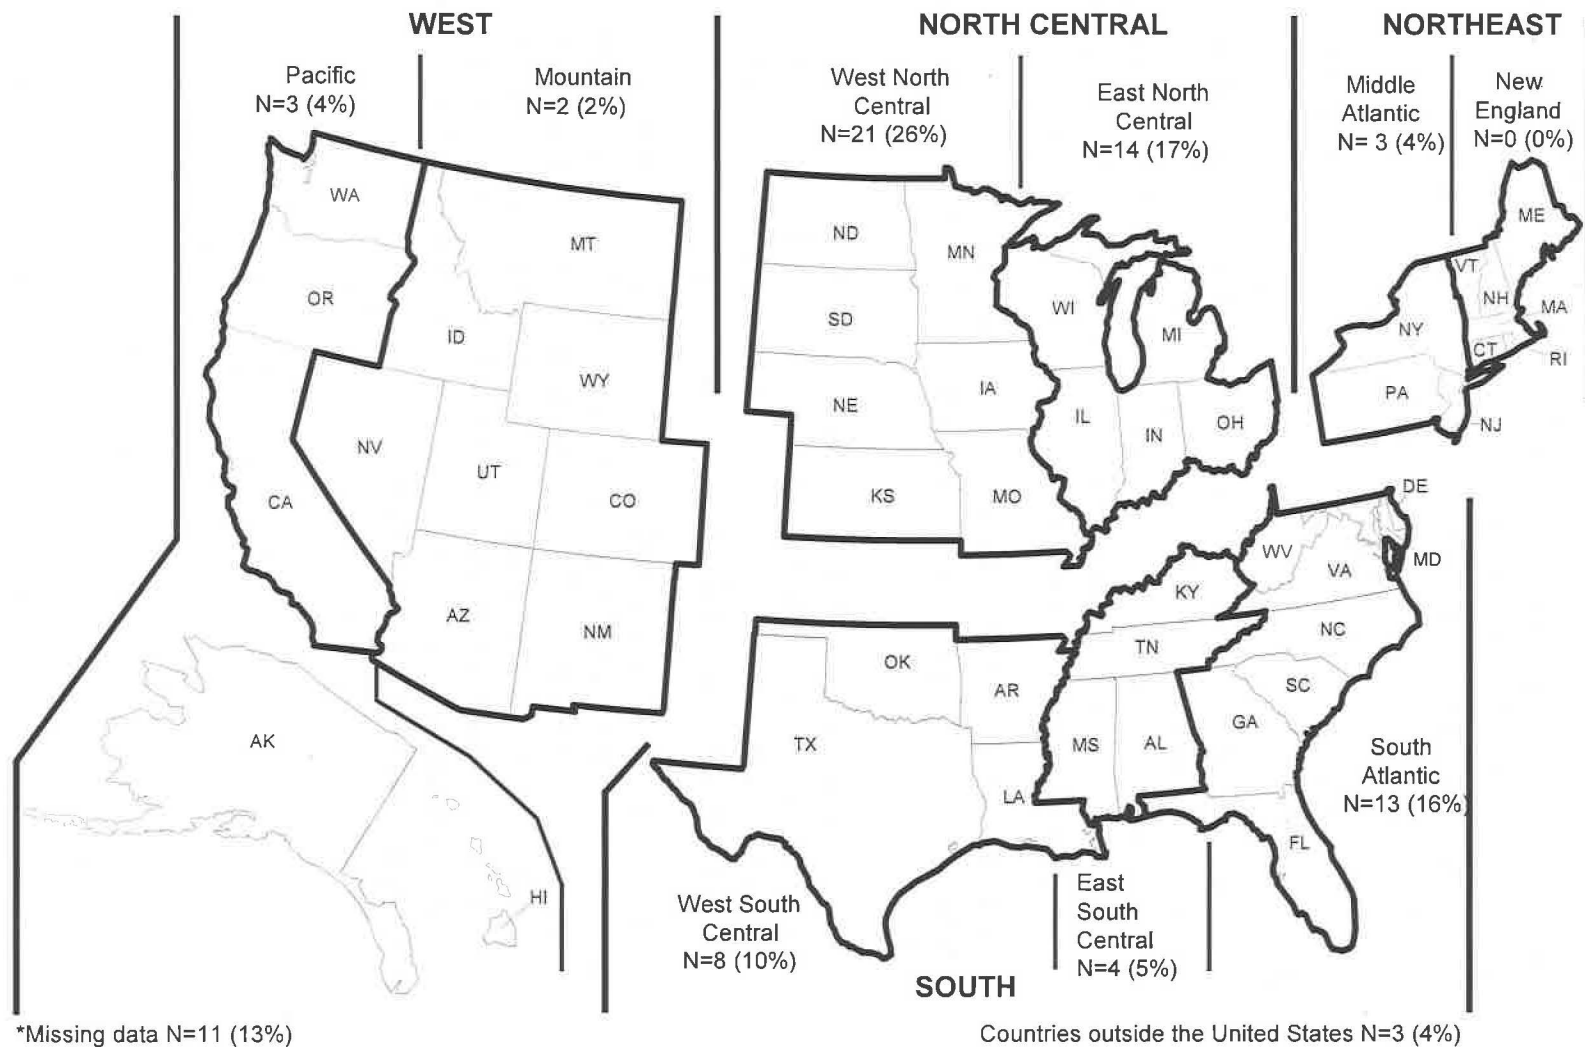 WEST
NORTH CENTRAL
NORTHEAST
Pacific
N=3 (4%)
Mountain
N=2 (2%)
West North
Central
N=21 (26%)
East North
Central
N=14 (17%)
Middle
Atlantic
N= 3 (4%)
New
England
N=0 (0%)
WA
MT
OR
ID
WY
NV
UT
CO
CA
AZ
NM
AK
HI
ND
MN
SD
WI
MI
NE
IA
IL
IN
OH
KS
MO
ME
VT
NH
MA
NY
CT
RI
PA
NJ
DE
WV
MD
VA
KY
NC
TN
OK
AR
SC
TX
MS
AL
GA
LA
FL
South
Atlantic
N=13 (16%)
West South
Central
N=8 (10%)
East
South
Central
N=4 (5%)
SOUTH
*Missing data N=11 (13%)
Countries outside the United States N=3 (4%)